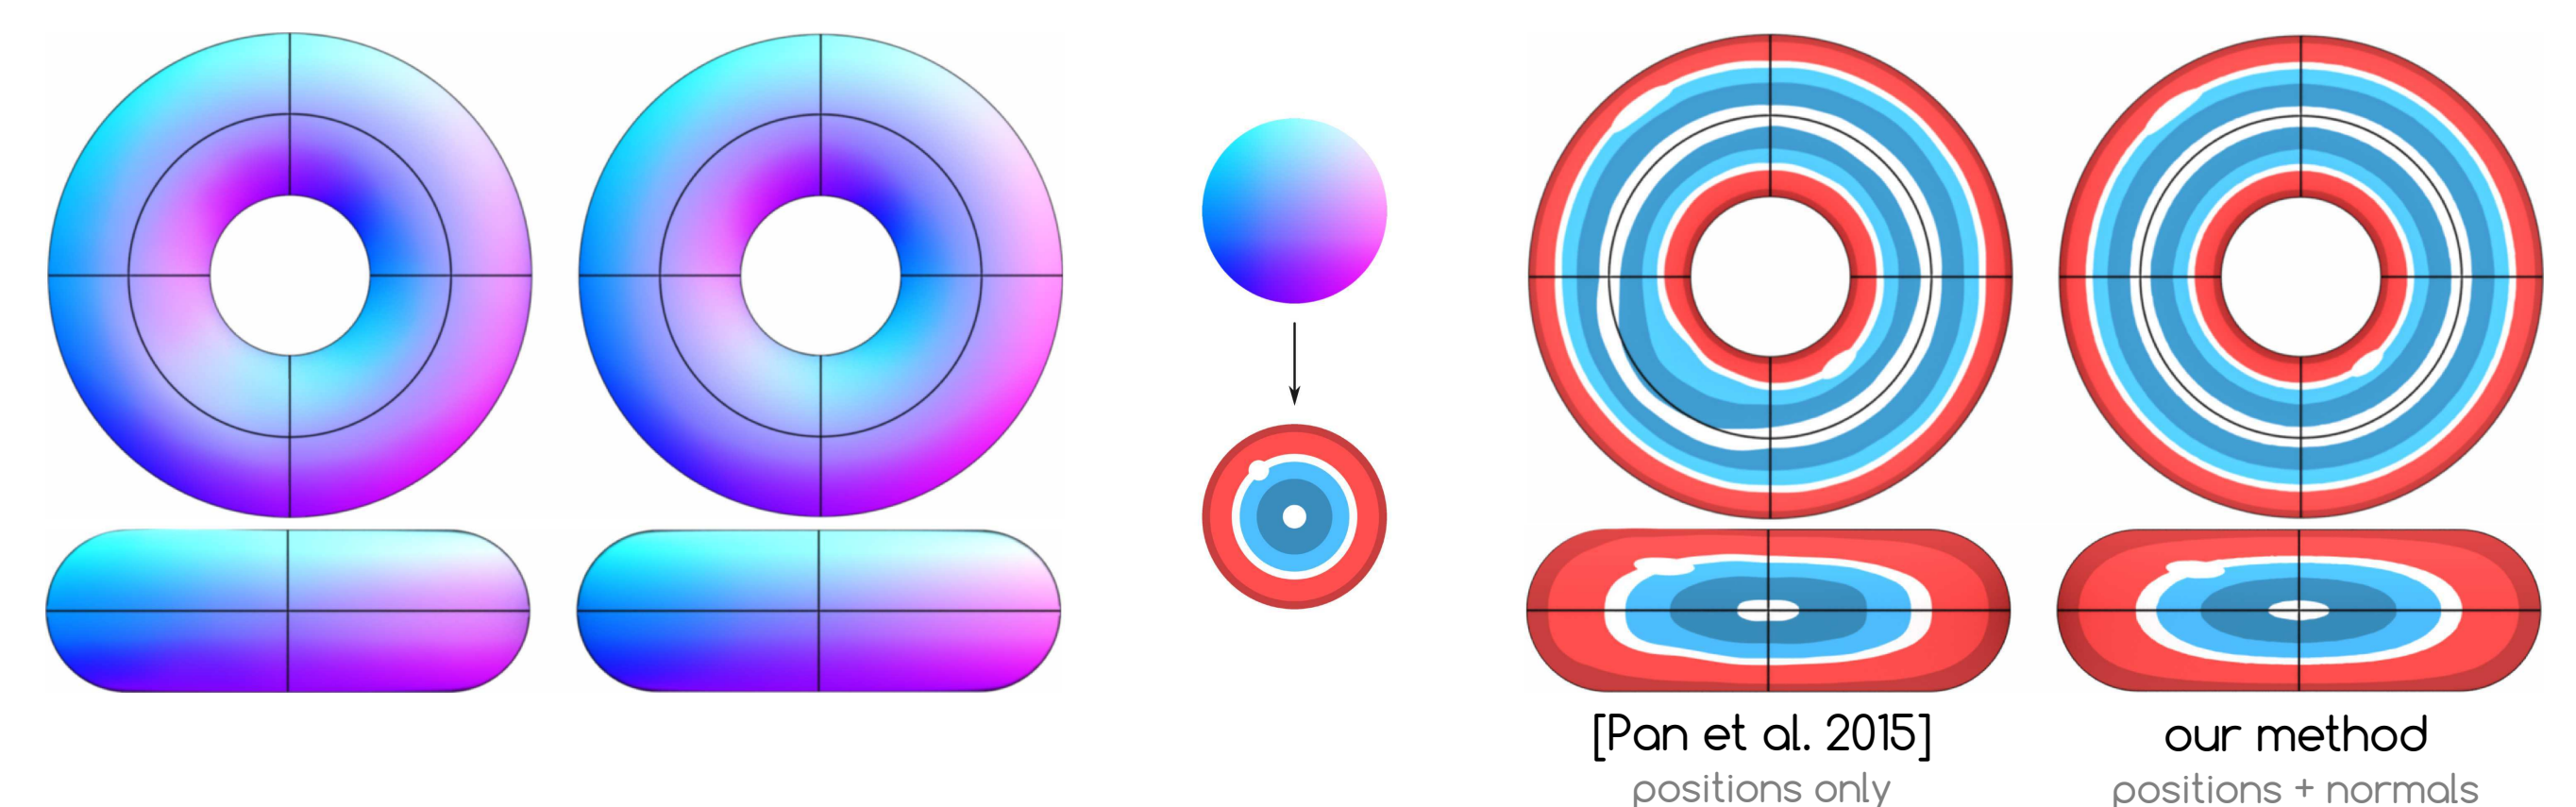 [Pan et al. 2015]
positions only
our method
positions + normals